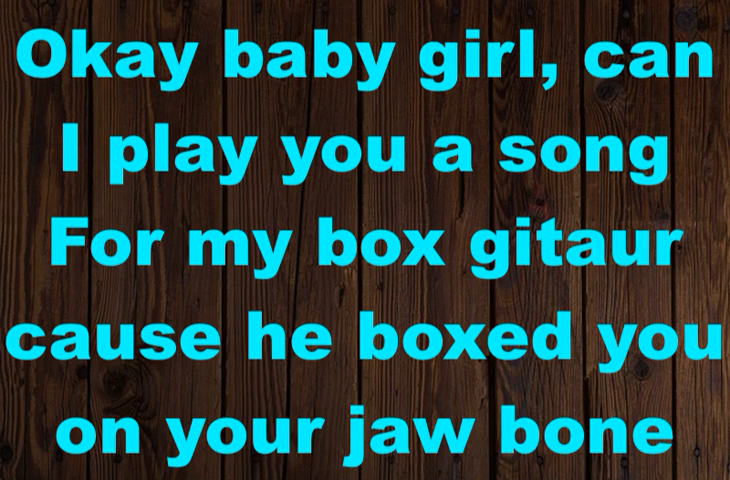 Okay baby girl, can
I play you a song
For my box gitaur
cause he boxed you
on your jaw bone